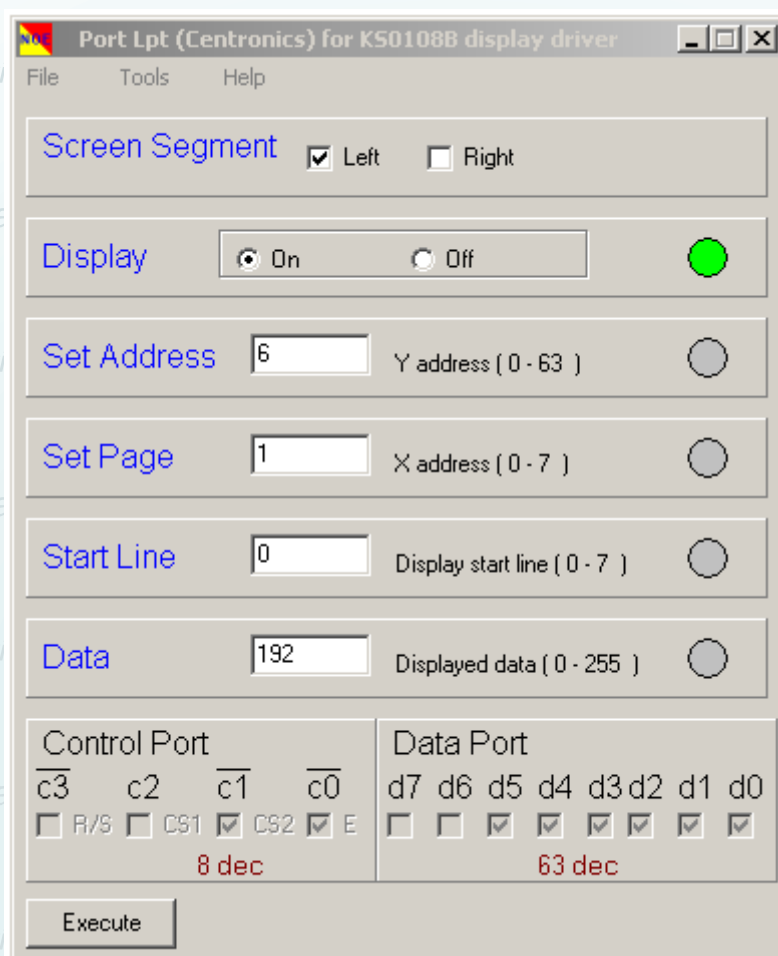 NOE Port Lpt (Centronics) for KS0108B display driver
File Tools Help
Screen Segment Left Right
Display On Off
Set Address 6 Y address ( 0 - 63 )
Set Page 1 X address ( 0 - 7 )
Start Line 0 Display start line ( 0 - 7 )
Data 192 Displayed data ( 0 - 255 )
Control Port
c3 c2 c1 c0
R/S CS1 CS2 E
8 dec
Data Port
d7 d6 d5 d4 d3 d2 d1 d0
63 dec
Execute